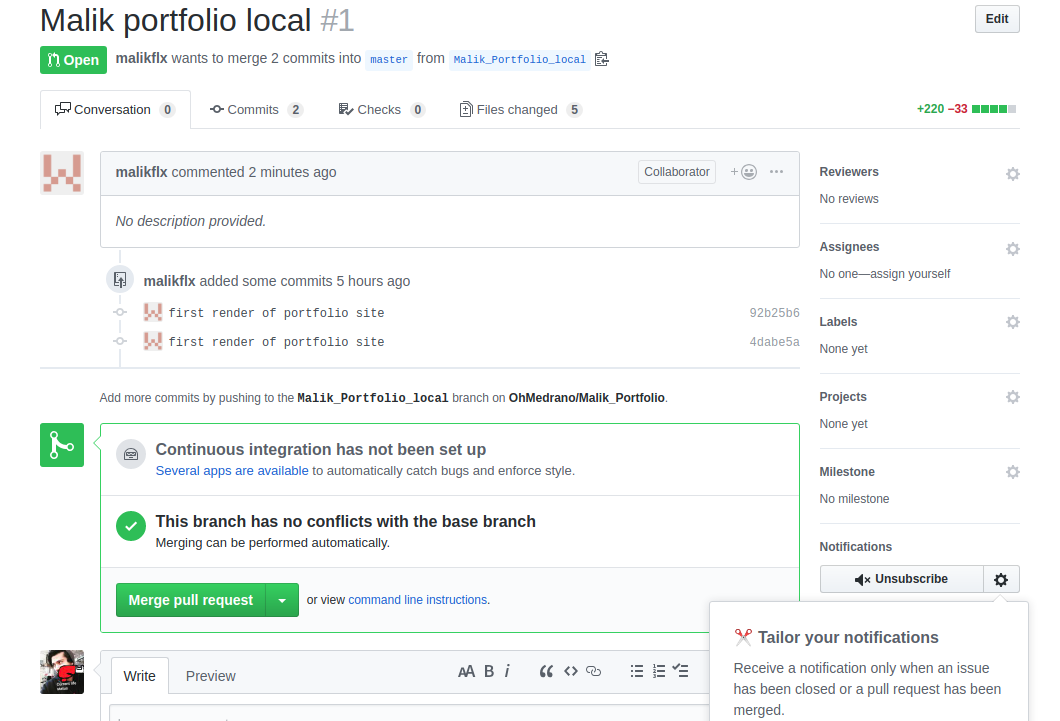 Malik portfolio local #1
Edit
Open malikflx wants to merge 2 commits into master from Malik_Portfolio_local
Conversation 0 Commits 2 Checks 0 Files changed 5 +220 −33
malikflx commented 2 minutes ago Collaborator +
No description provided.
malikflx added some commits 5 hours ago
first render of portfolio site 92b25b6
first render of portfolio site 4dabe5a
Add more commits by pushing to the Malik_Portfolio_local branch on OhMedrano/Malik_Portfolio.
Continuous integration has not been set up
Several apps are available to automatically catch bugs and enforce style.
This branch has no conflicts with the base branch
Merging can be performed automatically.
Merge pull request or view command line instructions.
Write Preview AA B i
Reviewers
No reviews
Assignees
No one—assign yourself
Labels
None yet
Projects
None yet
Milestone
No milestone
Notifications
Unsubscribe
Tailor your notifications
Receive a notification only when an issue
has been closed or a pull request has been
merged.